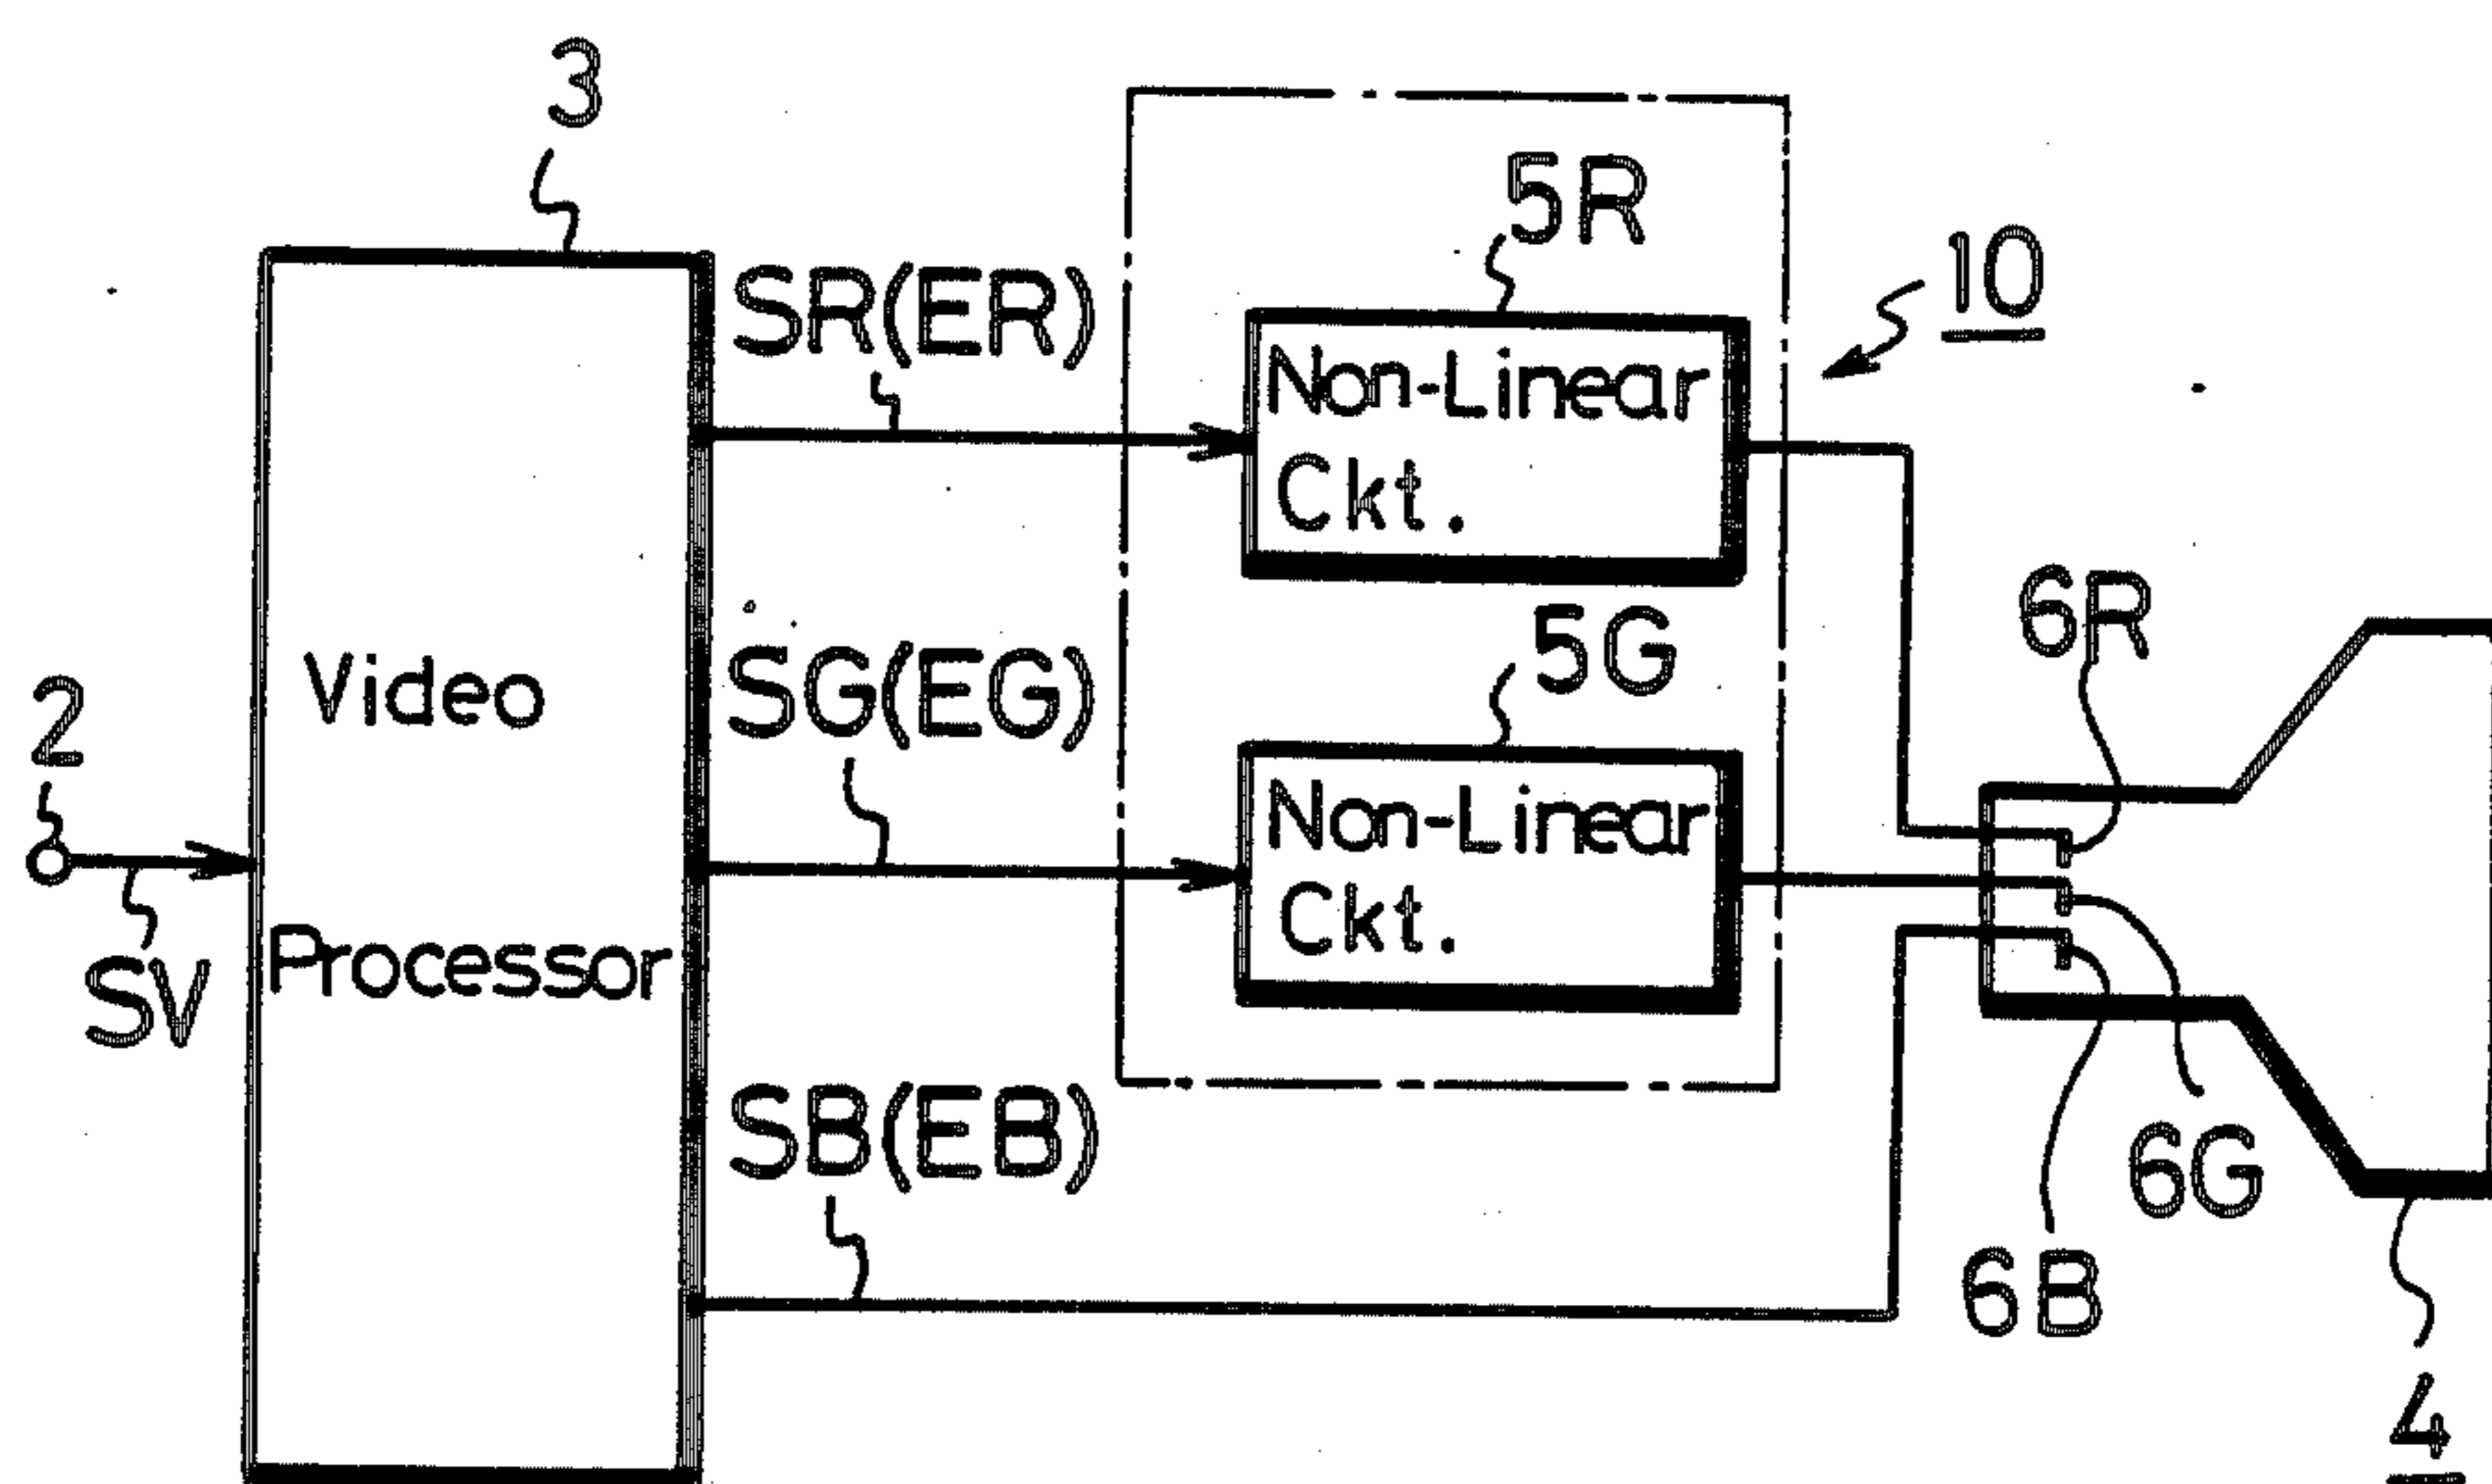 3
5R
10
SR(ER)
Non-Linear
Ckt.
6R
5G
2
Video
SG(EG)
Non-Linear
Ckt.
SV
Processor
SB(EB)
6G
6B
4